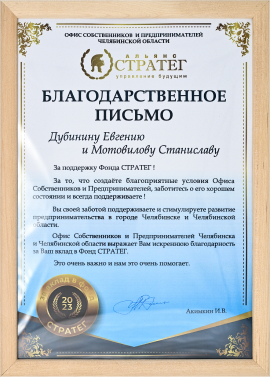 ОФИС СОБСТВЕННИКОВ И ПРЕДПРИНИМАТЕЛЕЙ
ЧЕЛЯБИНСКОЙ ОБЛАСТИ
АЛЬЯНС
СТРАТЕГ
управление будущим
БЛАГОДАРСТВЕННОЕ
ПИСЬМО
Дубинину Евгению
и Мотовилову Станиславу
За поддержку Фонда СТРАТЕГ !
За то, что создаёте благоприятные условия Офиса
Собственников и Предпринимателей, заботитесь о его хорошем
состоянии и всегда поддерживаете !
Вы своей заботой поддерживаете и стимулируете развитие
предпринимательства в городе Челябинске и Челябинской
области.
Офис Собственников и Предпринимателей Челябинска
и Челябинской области выражает Вам искреннюю благодарность
за Ваш вклад в Фонд СТРАТЕГ.
Это очень важно и нам это очень помогает.
ВКЛАД В
2023
СТРАТЕГ
Акимкин И.В.